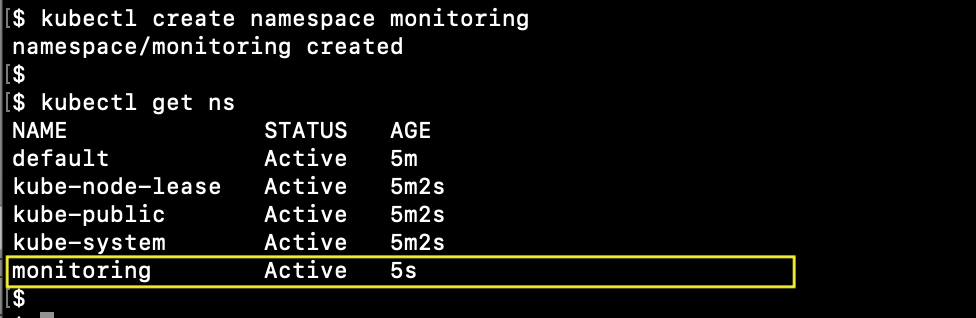 [$ kubectl create namespace monitoring
namespace/monitoring created
[$
[$ kubectl get ns
NAME STATUS AGE
default Active 5m
kube-node-lease Active 5m2s
kube-public Active 5m2s
kube-system Active 5m2s
monitoring Active 5s
[$